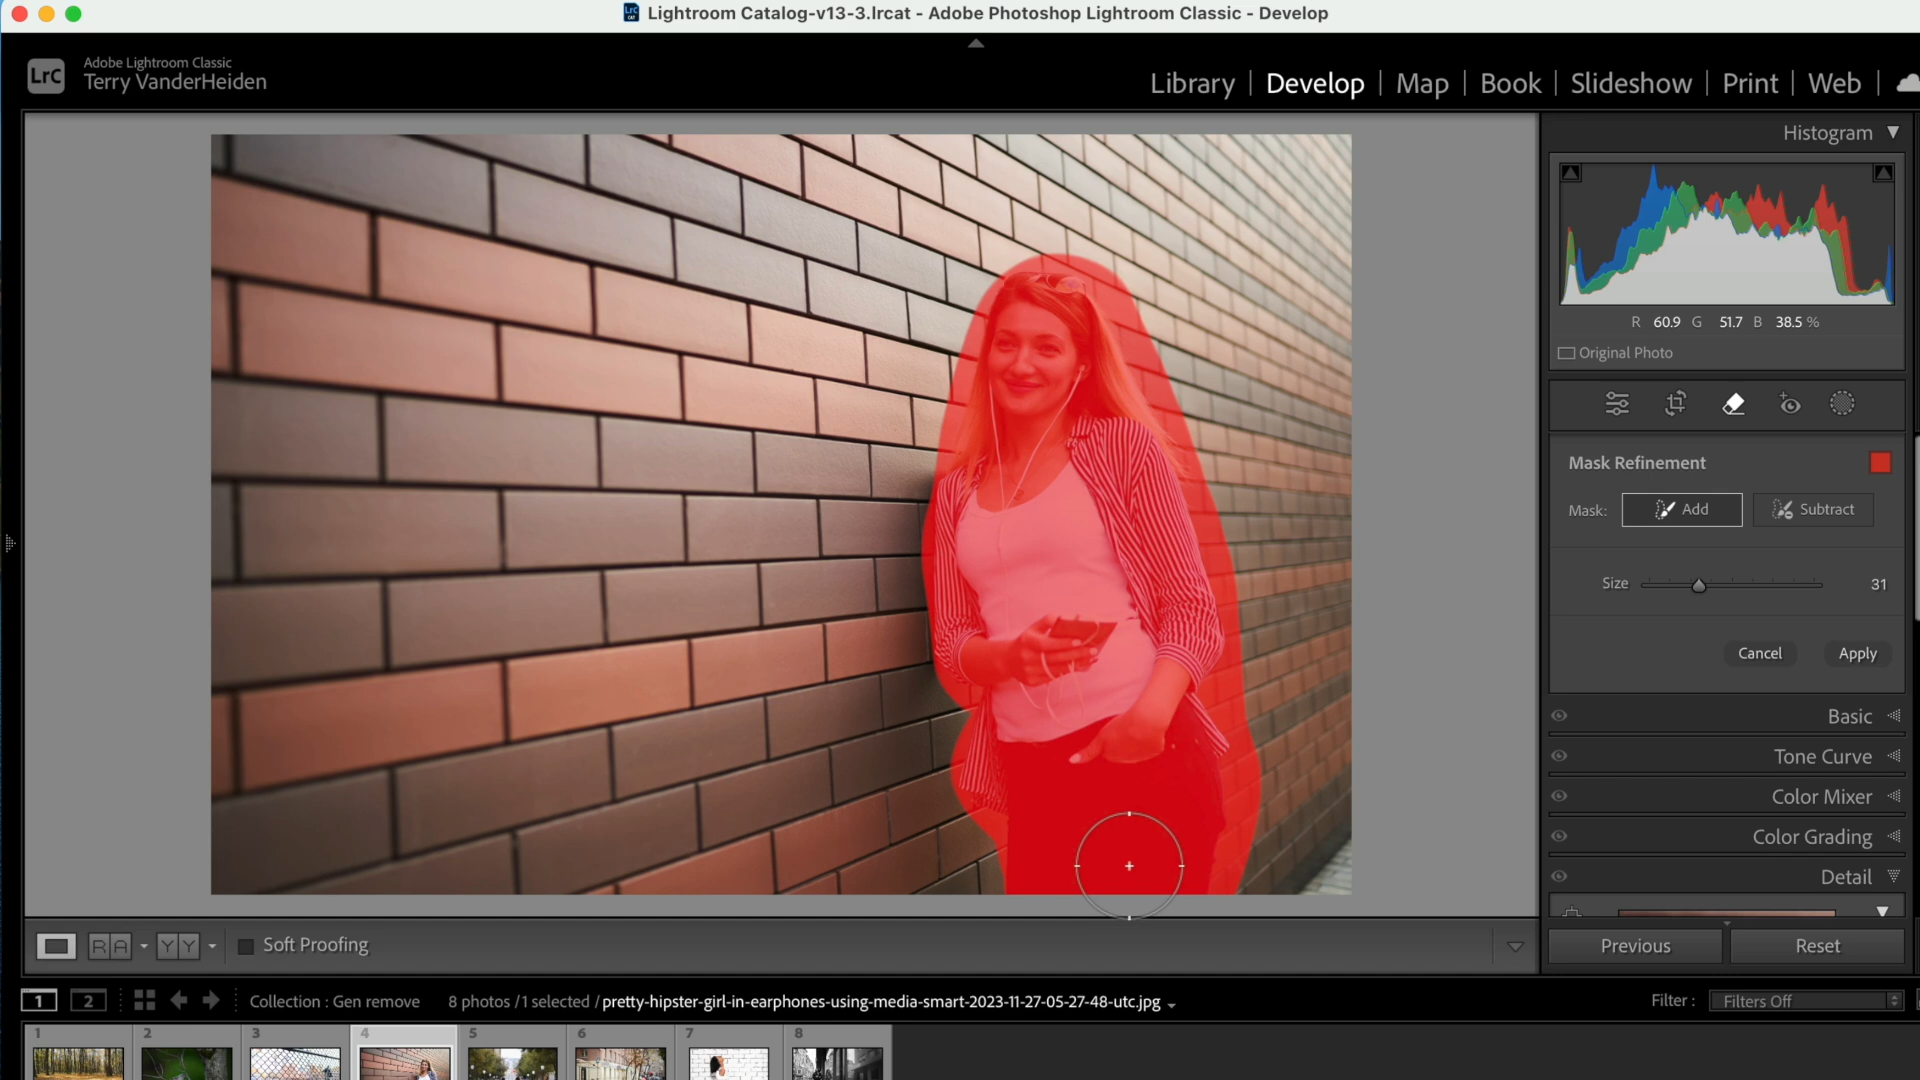 Lightroom Catalog-v13-3.lrcat - Adobe Photoshop Lightroom Classic - Develop
LrC
Adobe Lightroom Classic
Terry VanderHeiden
Library | Develop | Map | Book | Slideshow | Print | Web |
Histogram
R 60.9 G 51.7 B 38.5 %
Original Photo
Mask Refinement
Mask: Add Subtract
Size 31
Cancel Apply
Basic
Tone Curve
Color Mixer
Color Grading
Detail
R A Y Y Soft Proofing
Previous Reset
1 2 Collection : Gen remove 8 photos / 1 selected / pretty-hipster-girl-in-earphones-using-media-smart-2023-11-27-05-27-48-utc.jpg
Filter : Filters Off
1 2 3 4 5 6 7 8